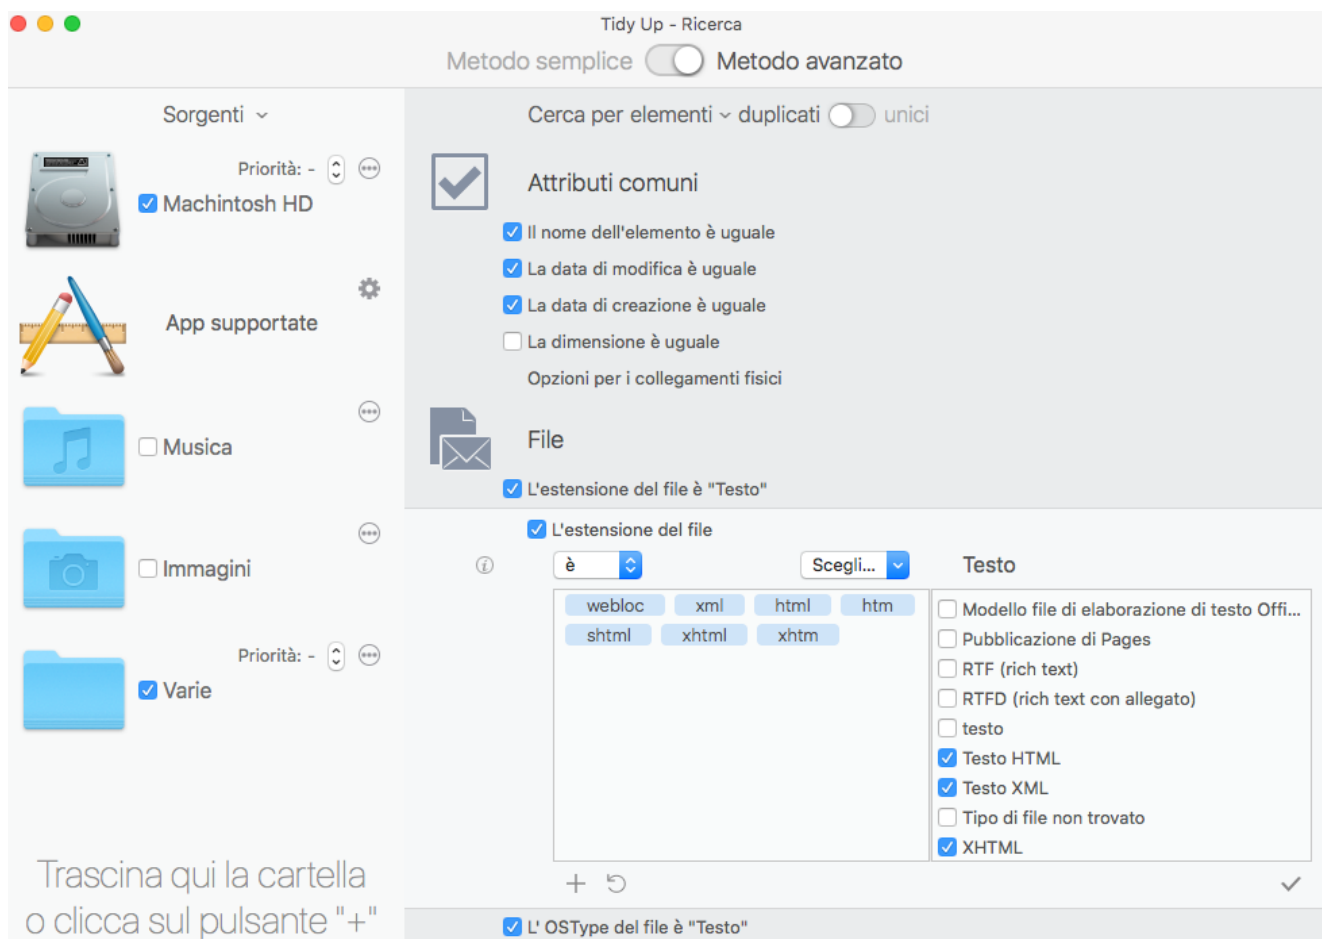 Tidy Up - Ricerca
Metodo semplice Metodo avanzato
Sorgenti
Priorità: -
Machintosh HD
App supportate
Musica
Immagini
Priorità: -
Varie
Trascina qui la cartella
o clicca sul pulsante "+"
Cerca per elementi duplicati unici
Attributi comuni
Il nome dell'elemento è uguale
La data di modifica è uguale
La data di creazione è uguale
La dimensione è uguale
Opzioni per i collegamenti fisici
File
L'estensione del file è "Testo"
L'estensione del file
è Scegli... Testo
webloc xml html htm
shtml xhtml xhtm
Modello file di elaborazione di testo Offi...
Pubblicazione di Pages
RTF (rich text)
RTFD (rich text con allegato)
testo
Testo HTML
Testo XML
Tipo di file non trovato
XHTML
L' OSType del file è "Testo"